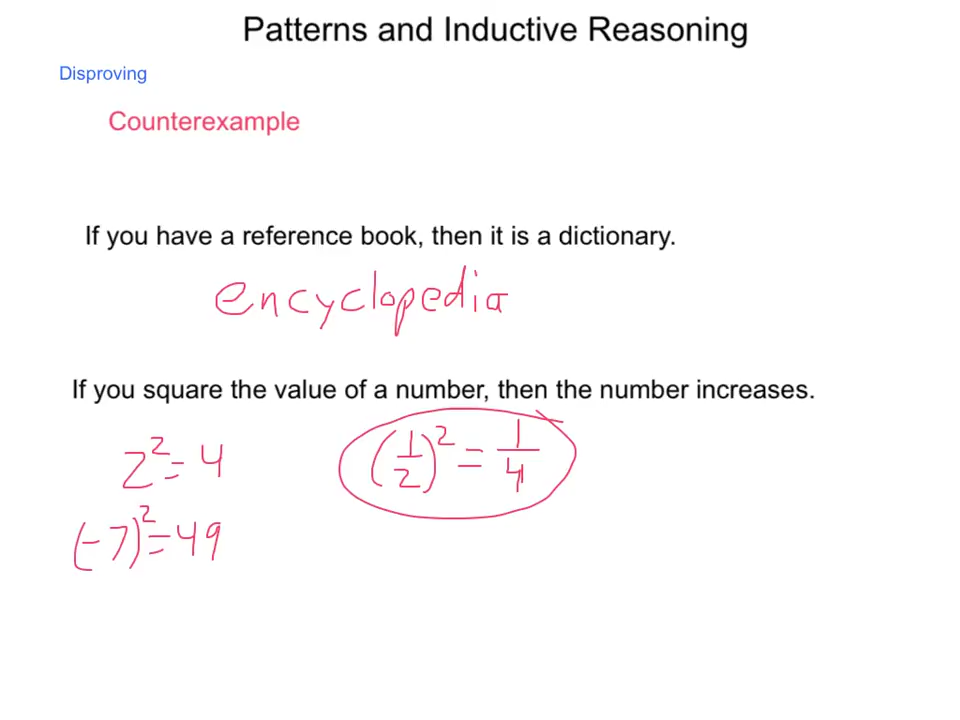 Patterns and Inductive Reasoning
Disproving
Counterexample
If you have a reference book, then it is a dictionary.
encyclopedia
If you square the value of a number, then the number increases.
2² = 4 (1/2)² = 1/4
(-7)² = 49